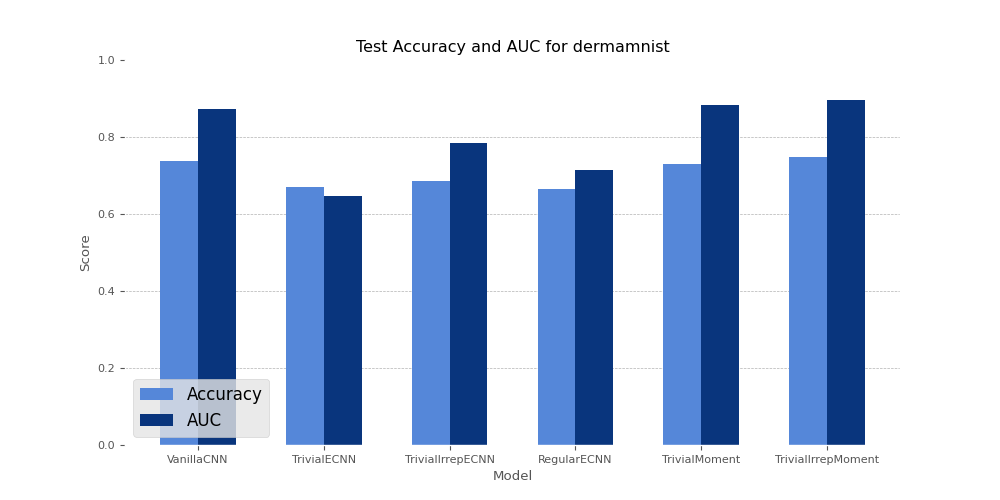 Test Accuracy and AUC for dermamnist
1.0
0.8
0.6
0.4
0.2
0.0
Score
Accuracy
AUC
VanillaCNN TrivialECNN TrivialIrrepECNN RegularECNN TrivialMoment TrivialIrrepMoment
Model